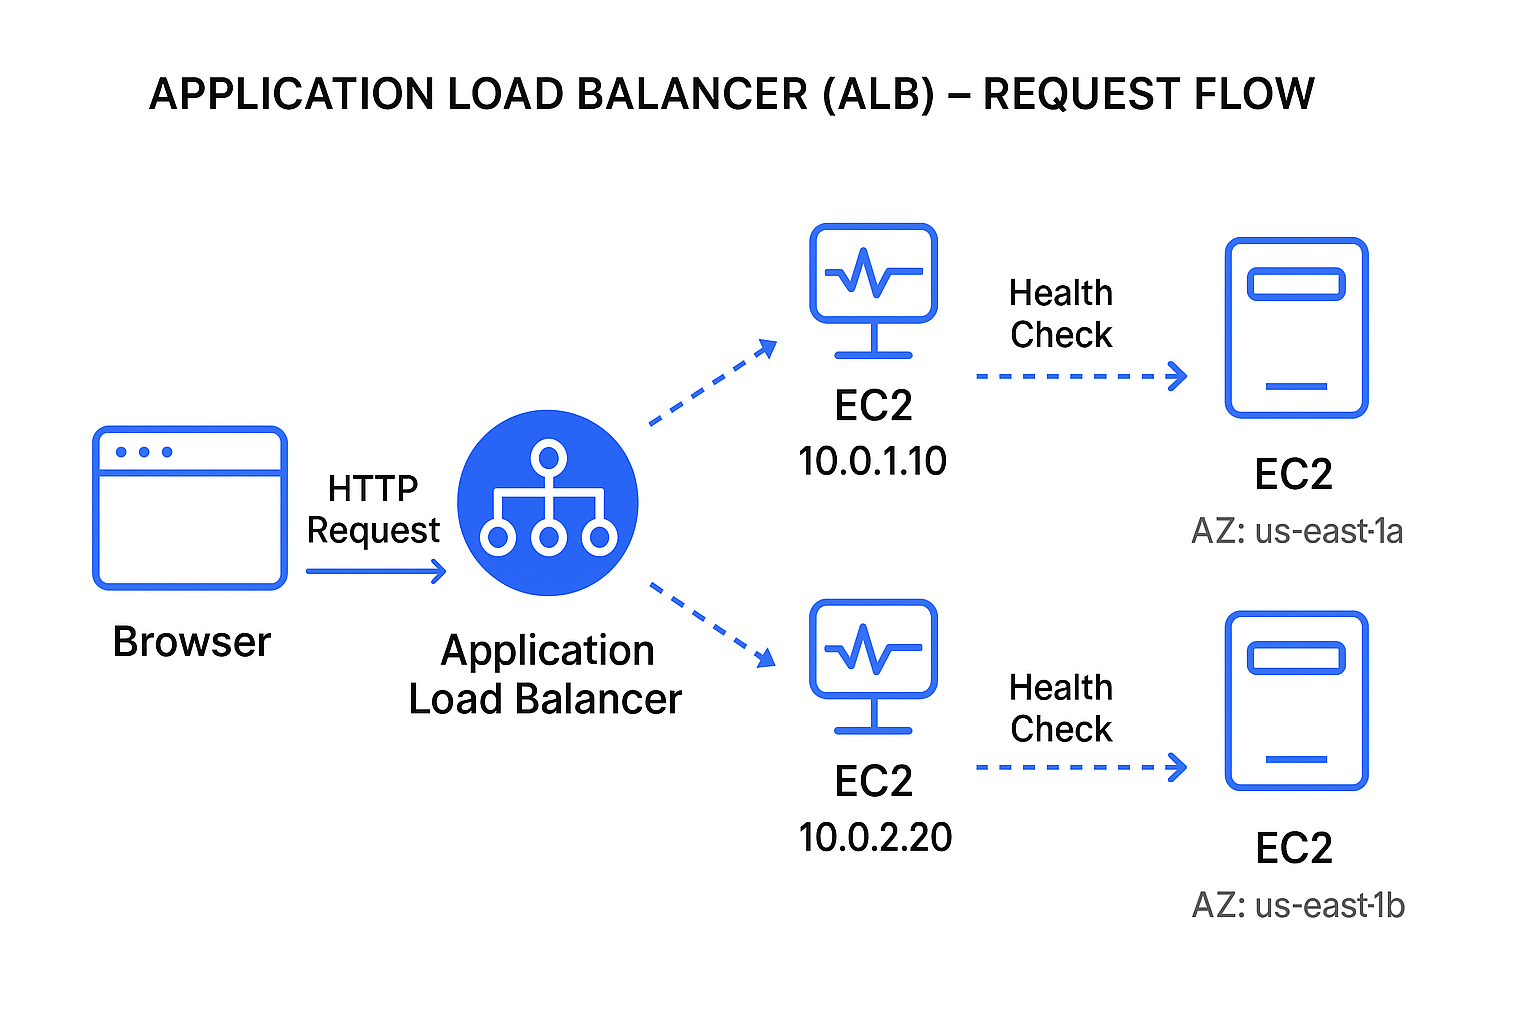 APPLICATION LOAD BALANCER (ALB) – REQUEST FLOW
HTTP
Request
Browser
Application
Load Balancer
EC2
10.0.1.10
Health
Check
EC2
AZ: us-east-1a
EC2
10.0.2.20
Health
Check
EC2
AZ: us-east-1b